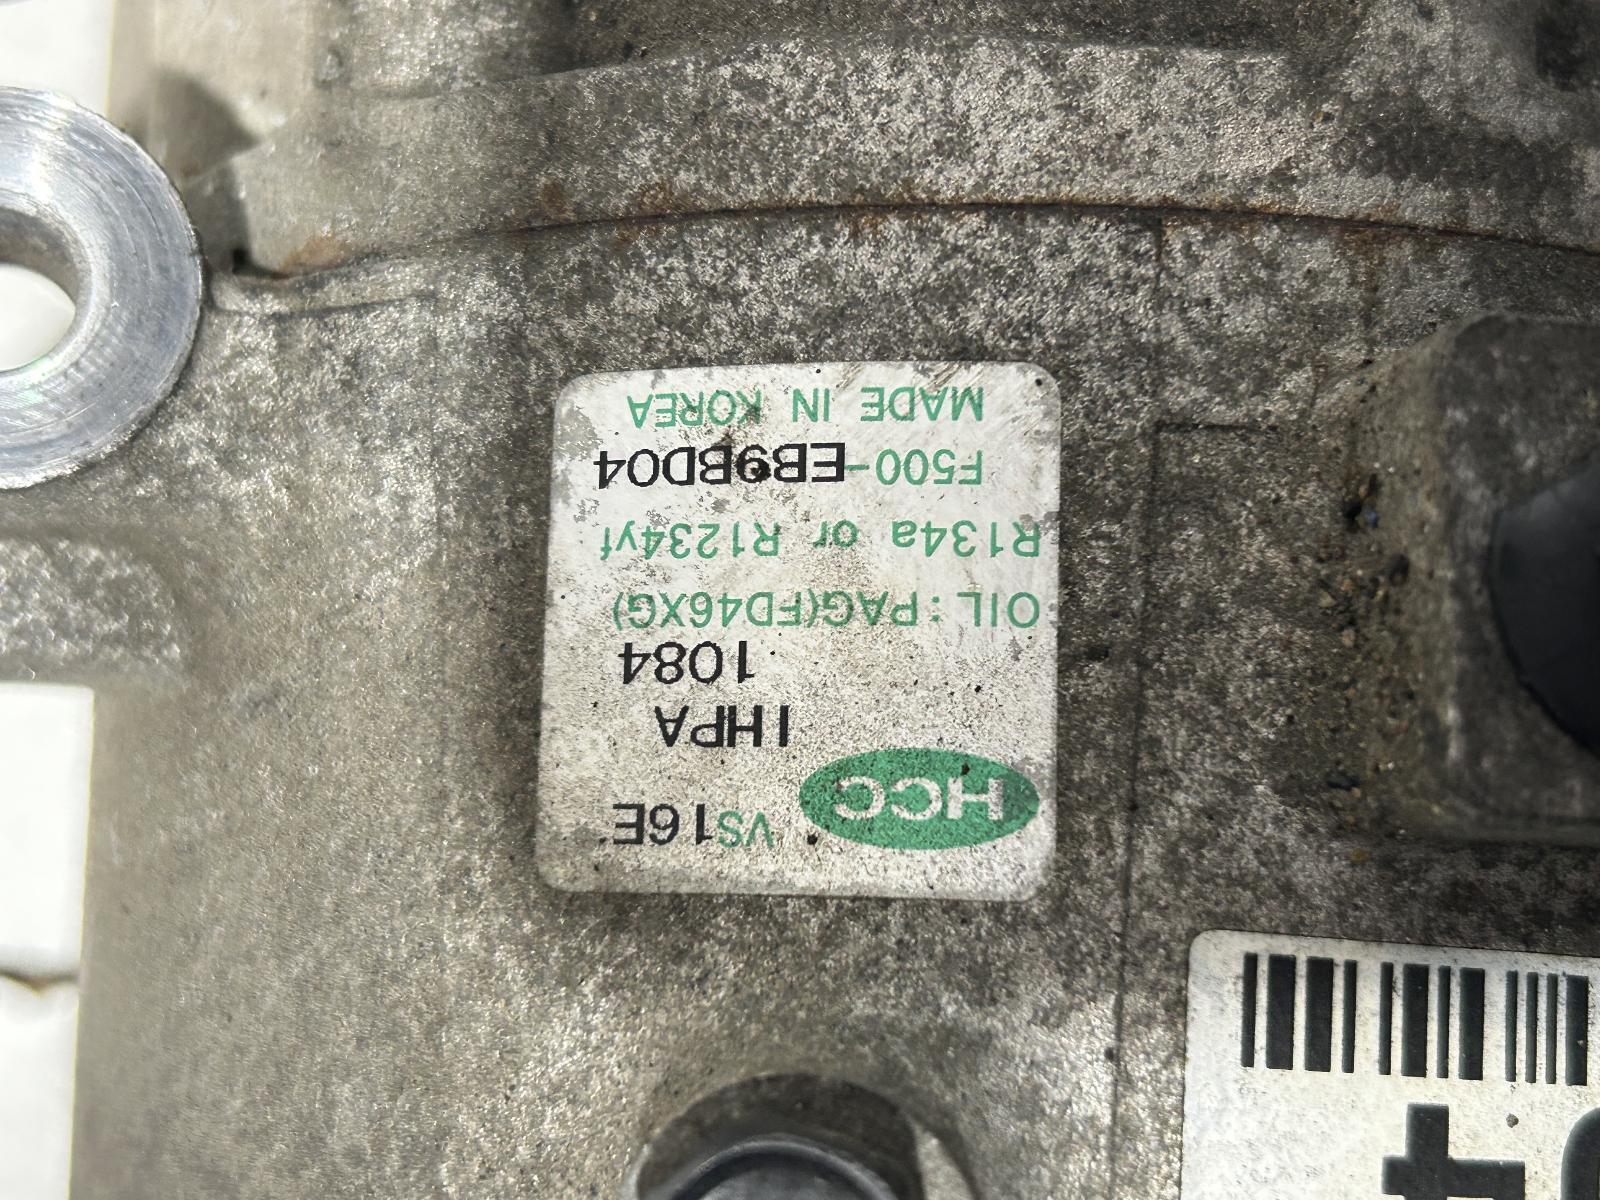 HCC VS16E
1HPA
1084
OIL : PAG(FD46XG)
R134a or R1234yf
F500-EB9BD04
MADE IN KOREA